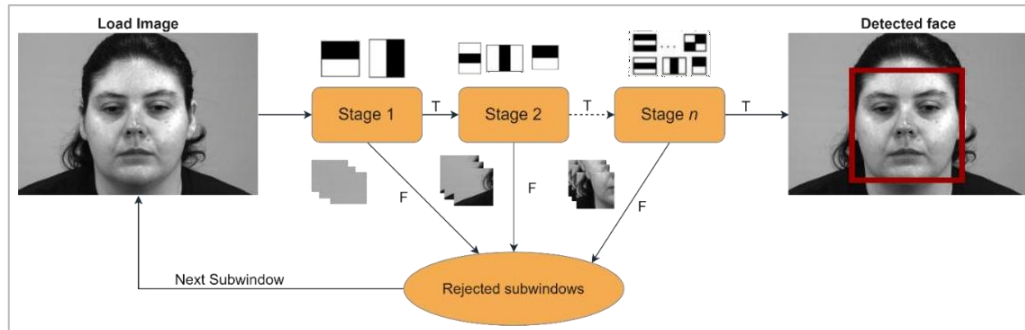 Load Image
Detected face
Stage 1
T
Stage 2
T
. . .
Stage n
T
F
F
F
Next Subwindow
Rejected subwindows